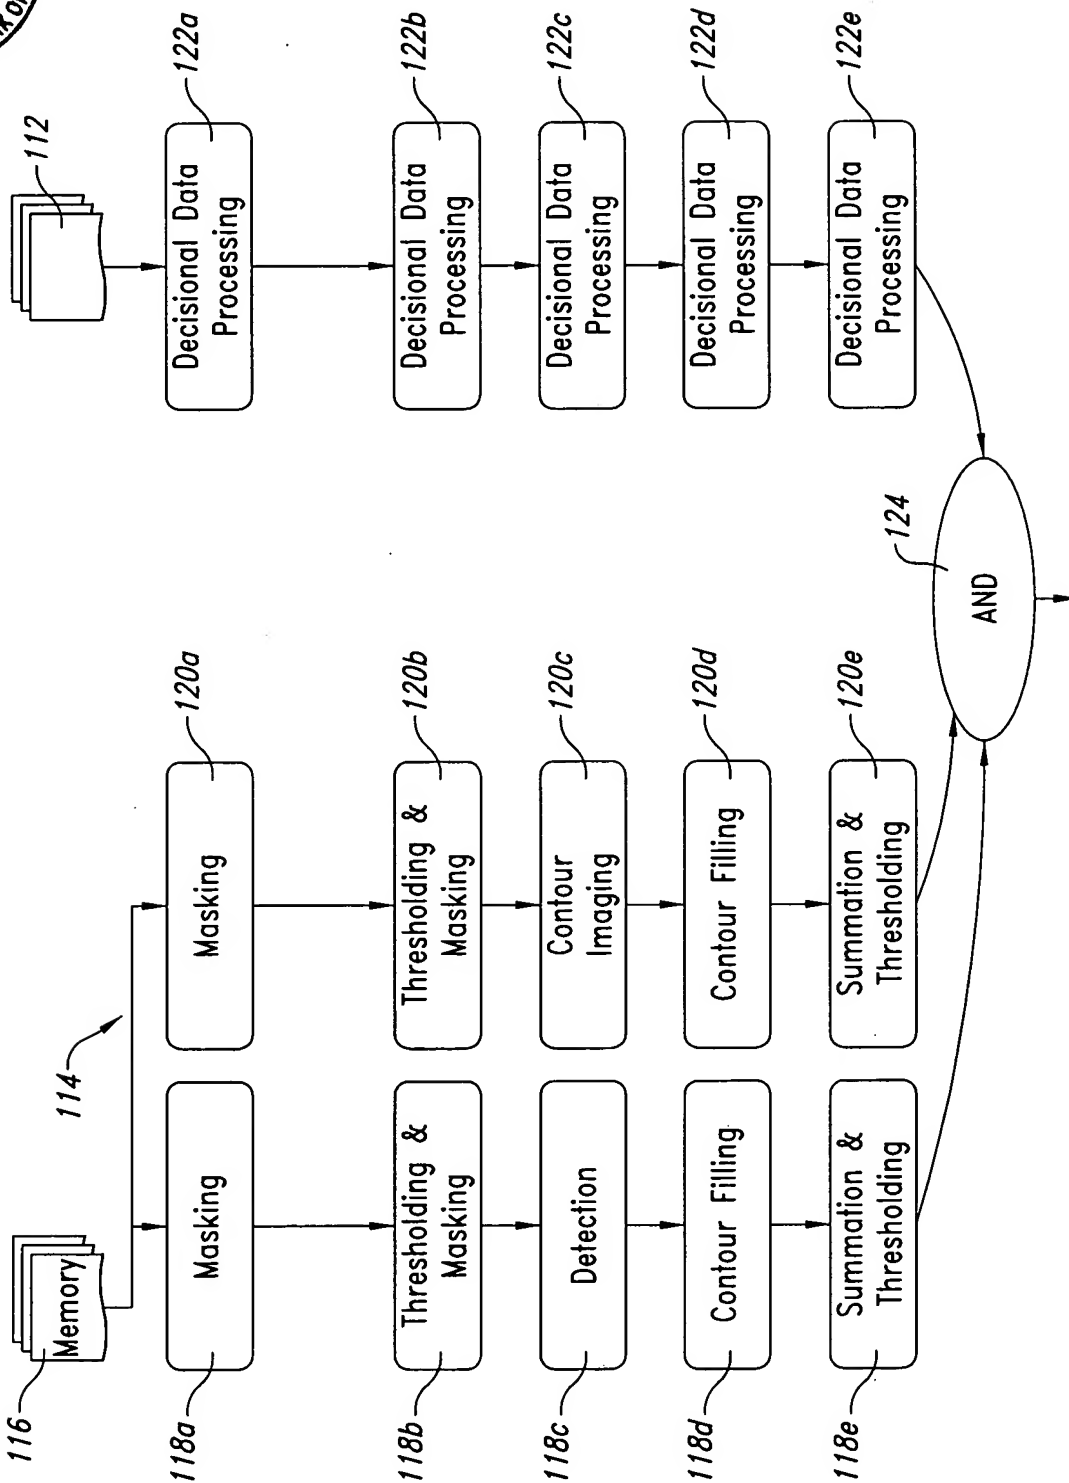 116
Memory
114
112
118a
Masking
Masking
120a
Decisional Data
Processing
122a
118b
Thresholding &
Masking
Thresholding &
Masking
120b
Decisional Data
Processing
122b
118c
Detection
Contour
Imaging
120c
Decisional Data
Processing
122c
118d
Contour Filling
Contour Filling
120d
Decisional Data
Processing
122d
118e
Summation &
Thresholding
Summation &
Thresholding
120e
Decisional Data
Processing
122e
AND
124